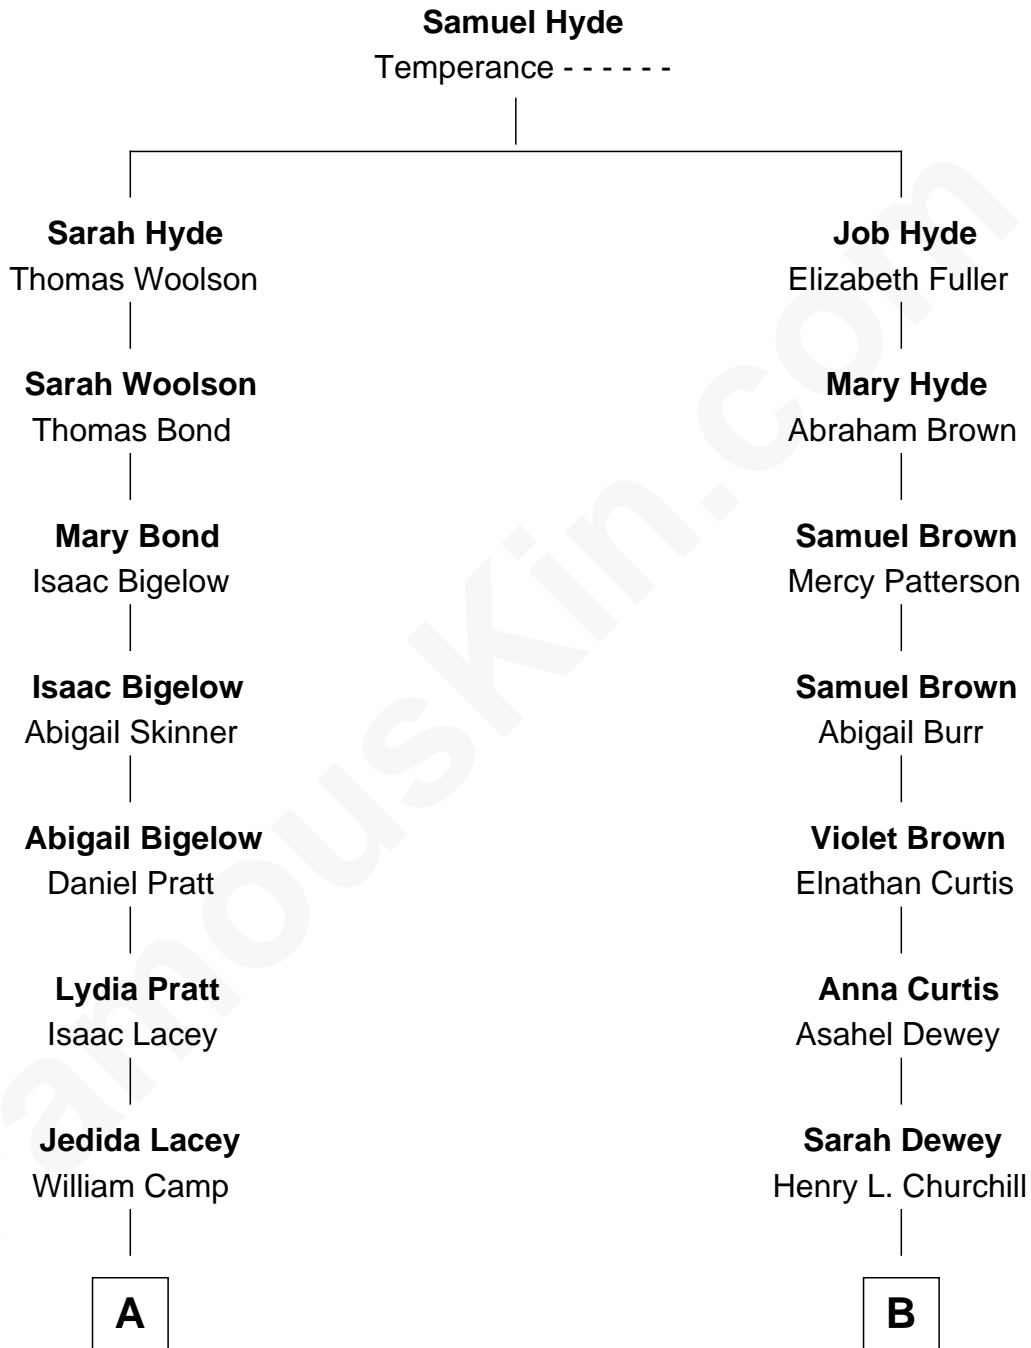 Samuel Hyde
Temperance - - - - - -
Sarah Hyde
Thomas Woolson
Job Hyde
Elizabeth Fuller
Sarah Woolson
Thomas Bond
Mary Hyde
Abraham Brown
Mary Bond
Isaac Bigelow
Samuel Brown
Mercy Patterson
Isaac Bigelow
Abigail Skinner
Samuel Brown
Abigail Burr
Abigail Bigelow
Daniel Pratt
Violet Brown
Elnathan Curtis
Lydia Pratt
Isaac Lacey
Anna Curtis
Asahel Dewey
Jedida Lacey
William Camp
Sarah Dewey
Henry L. Churchill
A
B
amouskin.com